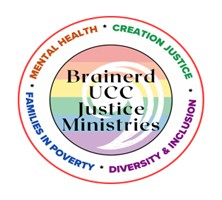 MENTAL HEALTH • CREATION JUSTICE •
Brainerd
UCC
Justice
Ministries
FAMILIES IN POVERTY • DIVERSITY & INCLUSION